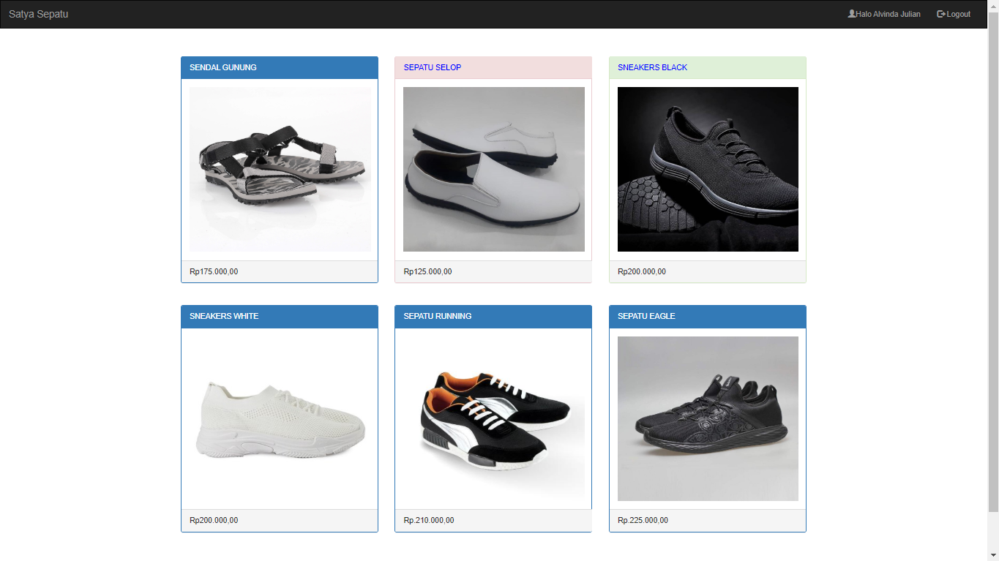 Satya Sepatu
Halo Alvinda Julian
Logout
SENDAL GUNUNG
SEPATU SELOP
SNEAKERS BLACK
Rp175.000,00
Rp125.000,00
Rp200.000,00
SNEAKERS WHITE
SEPATU RUNNING
SEPATU EAGLE
Rp200.000,00
Rp.210.000,00
Rp.225.000,00